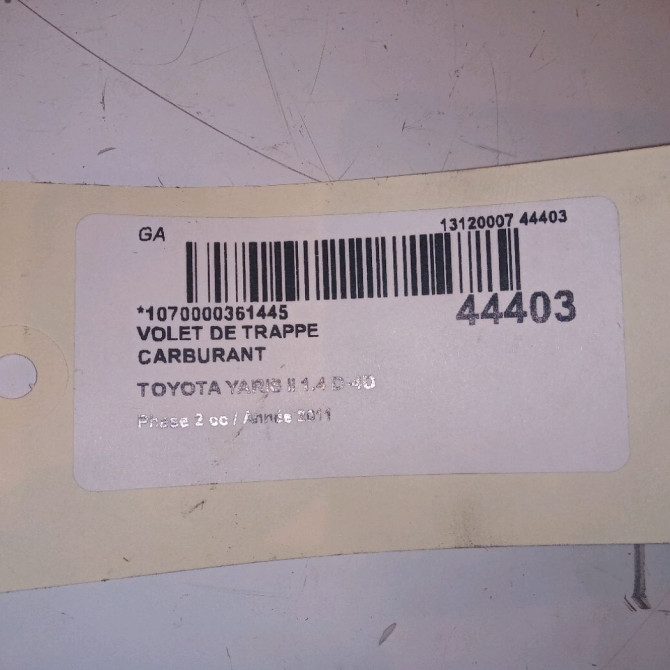 GA
13120007 44403
*1070000361445
44403
VOLET DE TRAPPE
CARBURANT
TOYOTA YARIS II 1.4 D-4D
Phase 2 cc / Année 2011